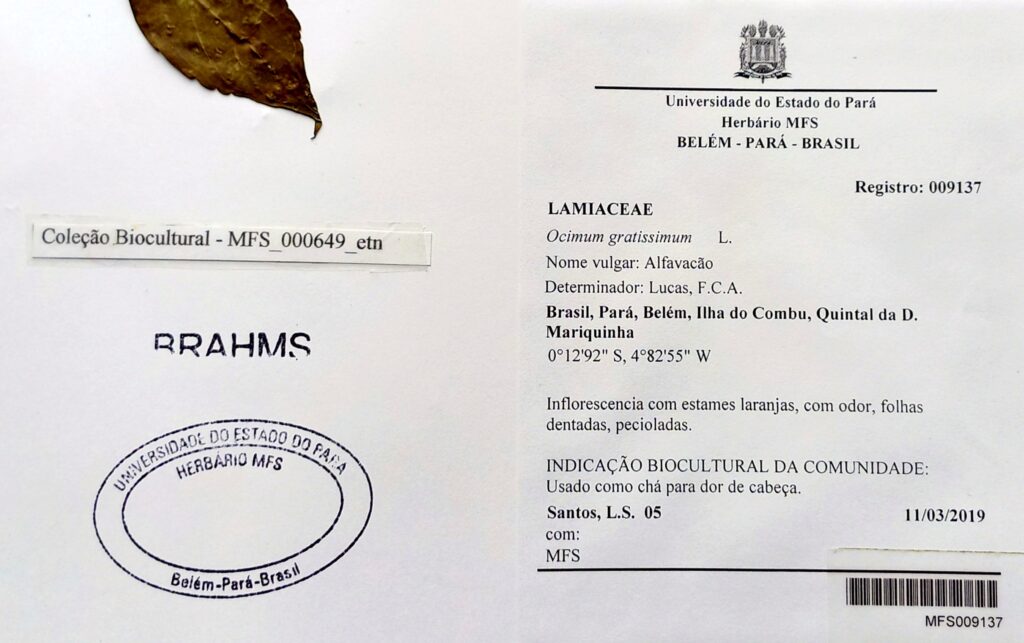 Coleção Biocultural - MFS_000649_etn
BRAHMS
UNIVERSIDADE DO ESTADO DO PARÁ
HERBÁRIO MFS
Belém-Pará-Brasil
Universidade do Estado do Pará
Herbário MFS
BELÉM - PARÁ - BRASIL
Registro: 009137
LAMIACEAE
Ocimum gratissimum L.
Nome vulgar: Alfavacão
Determinador: Lucas, F.C.A.
Brasil, Pará, Belém, Ilha do Combu, Quintal da D.
Mariquinha
0°12'92" S, 4°82'55" W
Inflorescencia com estames laranjas, com odor, folhas
dentadas, pecioladas.
INDICAÇÃO BIOCULTURAL DA COMUNIDADE:
Usado como chá para dor de cabeça.
Santos, L.S. 05 11/03/2019
com:
MFS
MFS009137